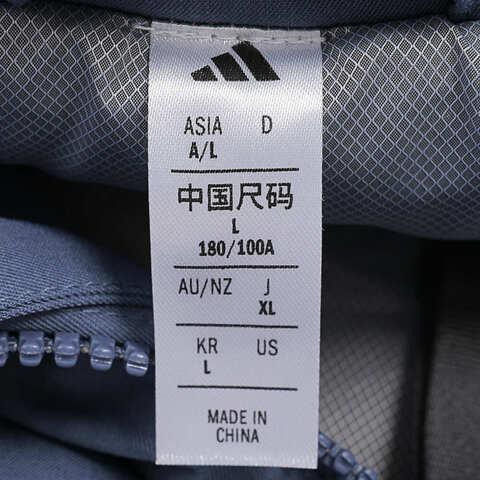 ASIA D
A/L
中国尺码
L
180/100A
AU/NZ J
XL
KR US
L
MADE IN
CHINA